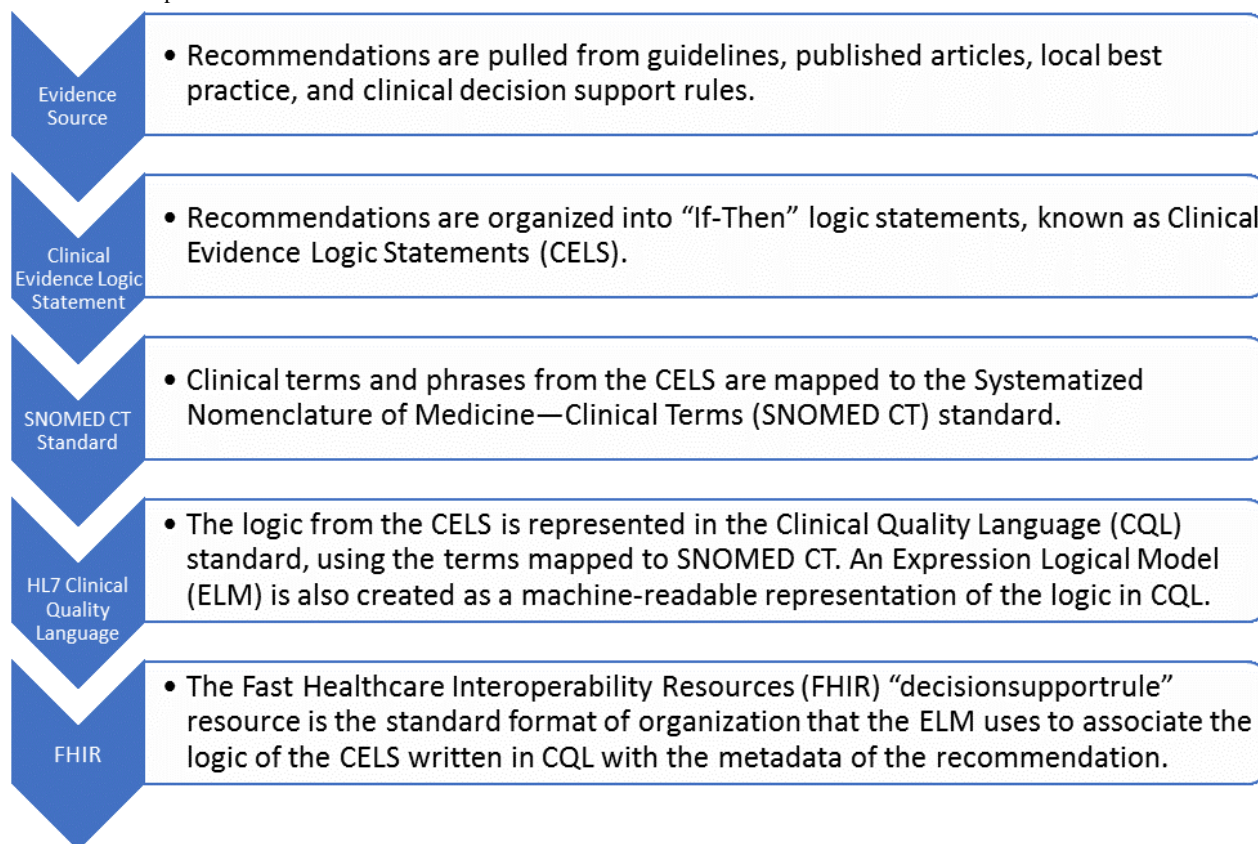 Evidence
Source
• Recommendations are pulled from guidelines, published articles, local best
practice, and clinical decision support rules.
Clinical
Evidence Logic
Statement
• Recommendations are organized into “If-Then” logic statements, known as Clinical
Evidence Logic Statements (CELS).
SNOMED CT
Standard
• Clinical terms and phrases from the CELS are mapped to the Systematized
Nomenclature of Medicine—Clinical Terms (SNOMED CT) standard.
HL7 Clinical
Quality
Language
• The logic from the CELS is represented in the Clinical Quality Language (CQL)
standard, using the terms mapped to SNOMED CT. An Expression Logical Model
(ELM) is also created as a machine-readable representation of the logic in CQL.
FHIR
• The Fast Healthcare Interoperability Resources (FHIR) “decisionsupportrule”
resource is the standard format of organization that the ELM uses to associate the
logic of the CELS written in CQL with the metadata of the recommendation.